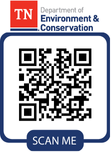 TN
Department of
Environment &
Conservation
SCAN ME